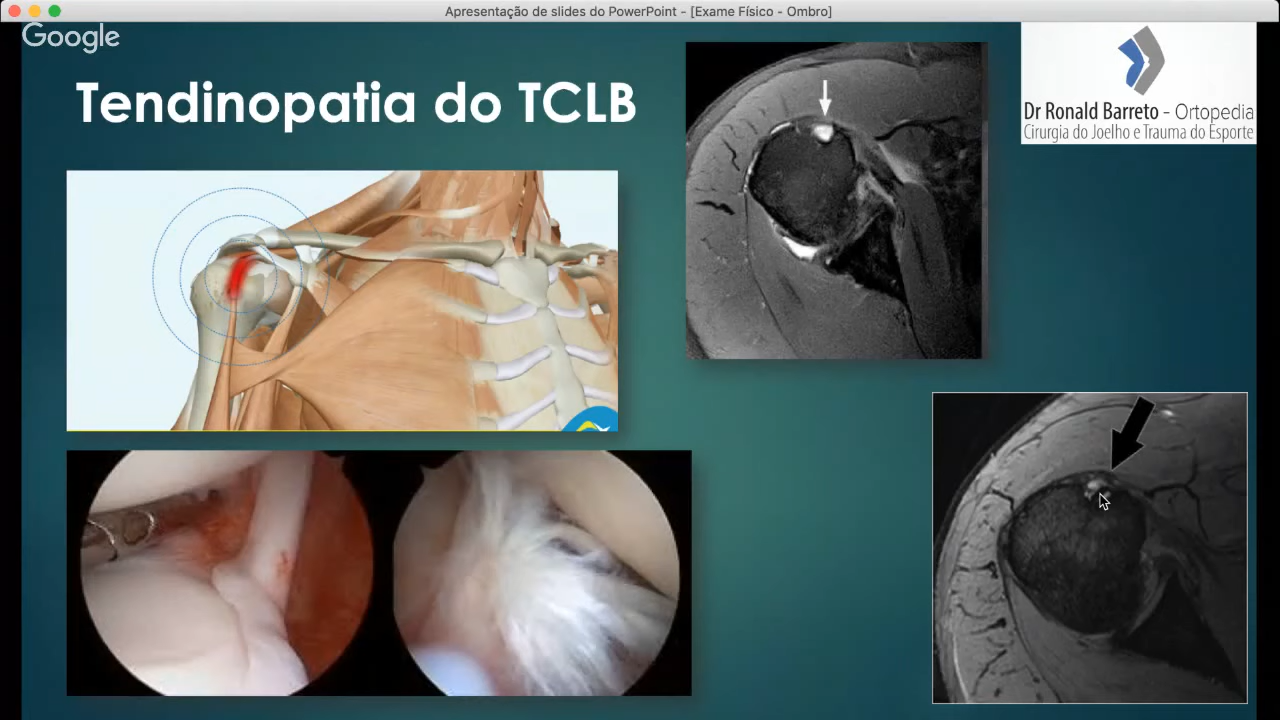 Apresentação de slides do PowerPoint - [Exame Físico - Ombro]
Google
Tendinopatia do TCLB
Dr Ronald Barreto - Ortopedia
Cirurgia do Joelho e Trauma do Esporte